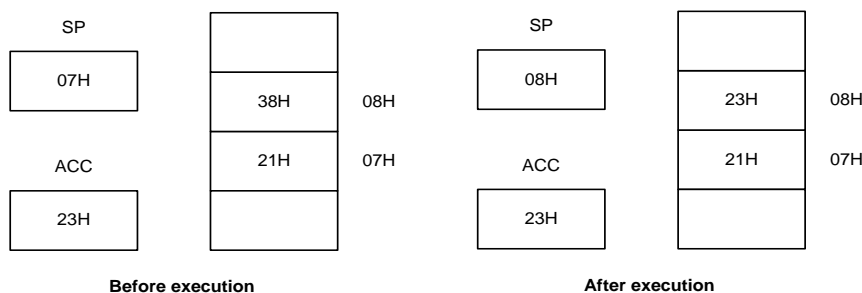 SP
07H
38H
08H
21H
07H
ACC
23H
Before execution
SP
08H
23H
08H
21H
07H
ACC
23H
After execution